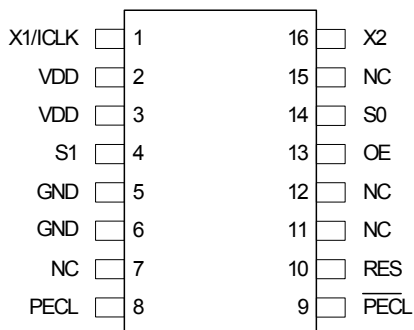 X1/ICLK 1 16 X2
VDD 2 15 NC
VDD 3 14 S0
S1 4 13 OE
GND 5 12 NC
GND 6 11 NC
NC 7 10 RES
PECL 8 9 P̅E̅C̅L̅